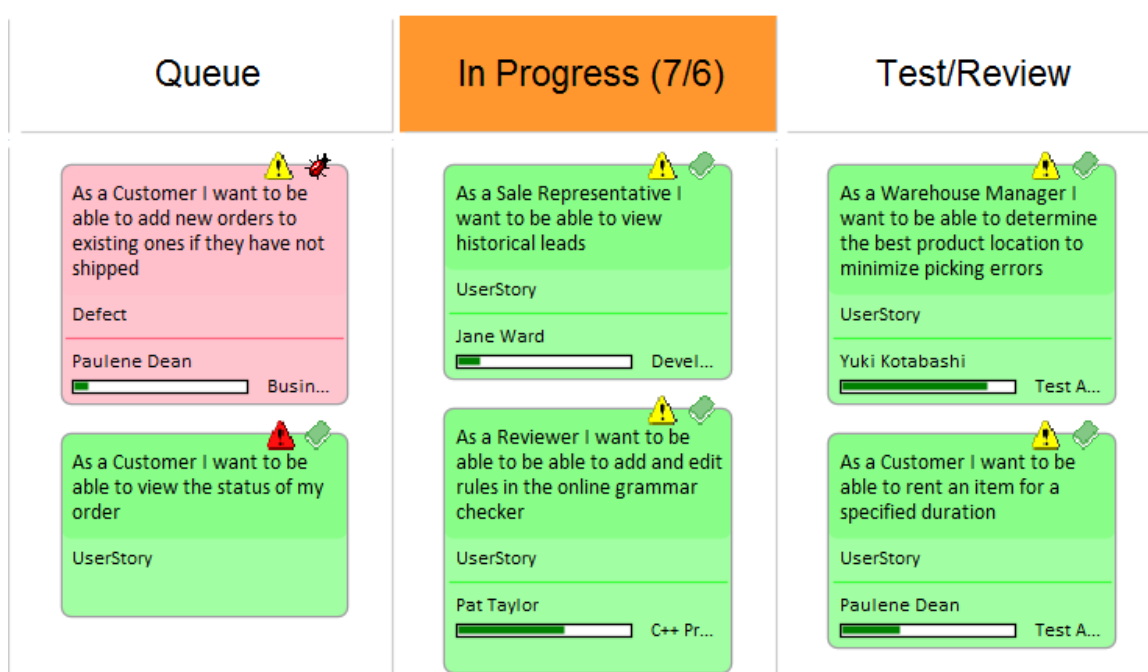 Queue
In Progress (7/6)
Test/Review
As a Customer I want to be
able to add new orders to
existing ones if they have not
shipped
Defect
Paulene Dean
Busin...
As a Customer I want to be
able to view the status of my
order
UserStory
As a Sale Representative I
want to be able to view
historical leads
UserStory
Jane Ward
Devel...
As a Reviewer I want to be
able to be able to add and edit
rules in the online grammar
checker
UserStory
Pat Taylor
C++ Pr...
As a Warehouse Manager I
want to be able to determine
the best product location to
minimize picking errors
UserStory
Yuki Kotabashi
Test A...
As a Customer I want to be
able to rent an item for a
specified duration
UserStory
Paulene Dean
Test A...